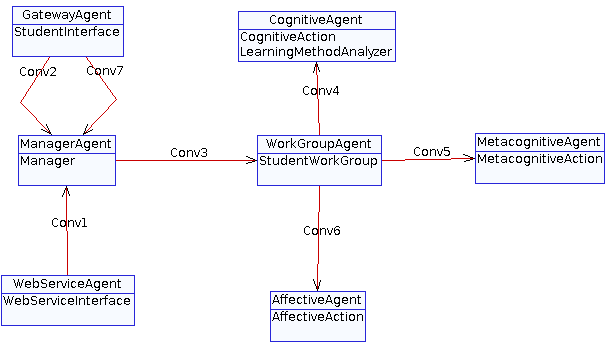 GatewayAgent
StudentInterface
CognitiveAgent
CognitiveAction
LearningMethodAnalyzer
Conv2
Conv7
Conv4
ManagerAgent
Manager
Conv3
WorkGroupAgent
StudentWorkGroup
Conv5
MetacognitiveAgent
MetacognitiveAction
Conv1
Conv6
WebServiceAgent
WebServiceInterface
AffectiveAgent
AffectiveAction